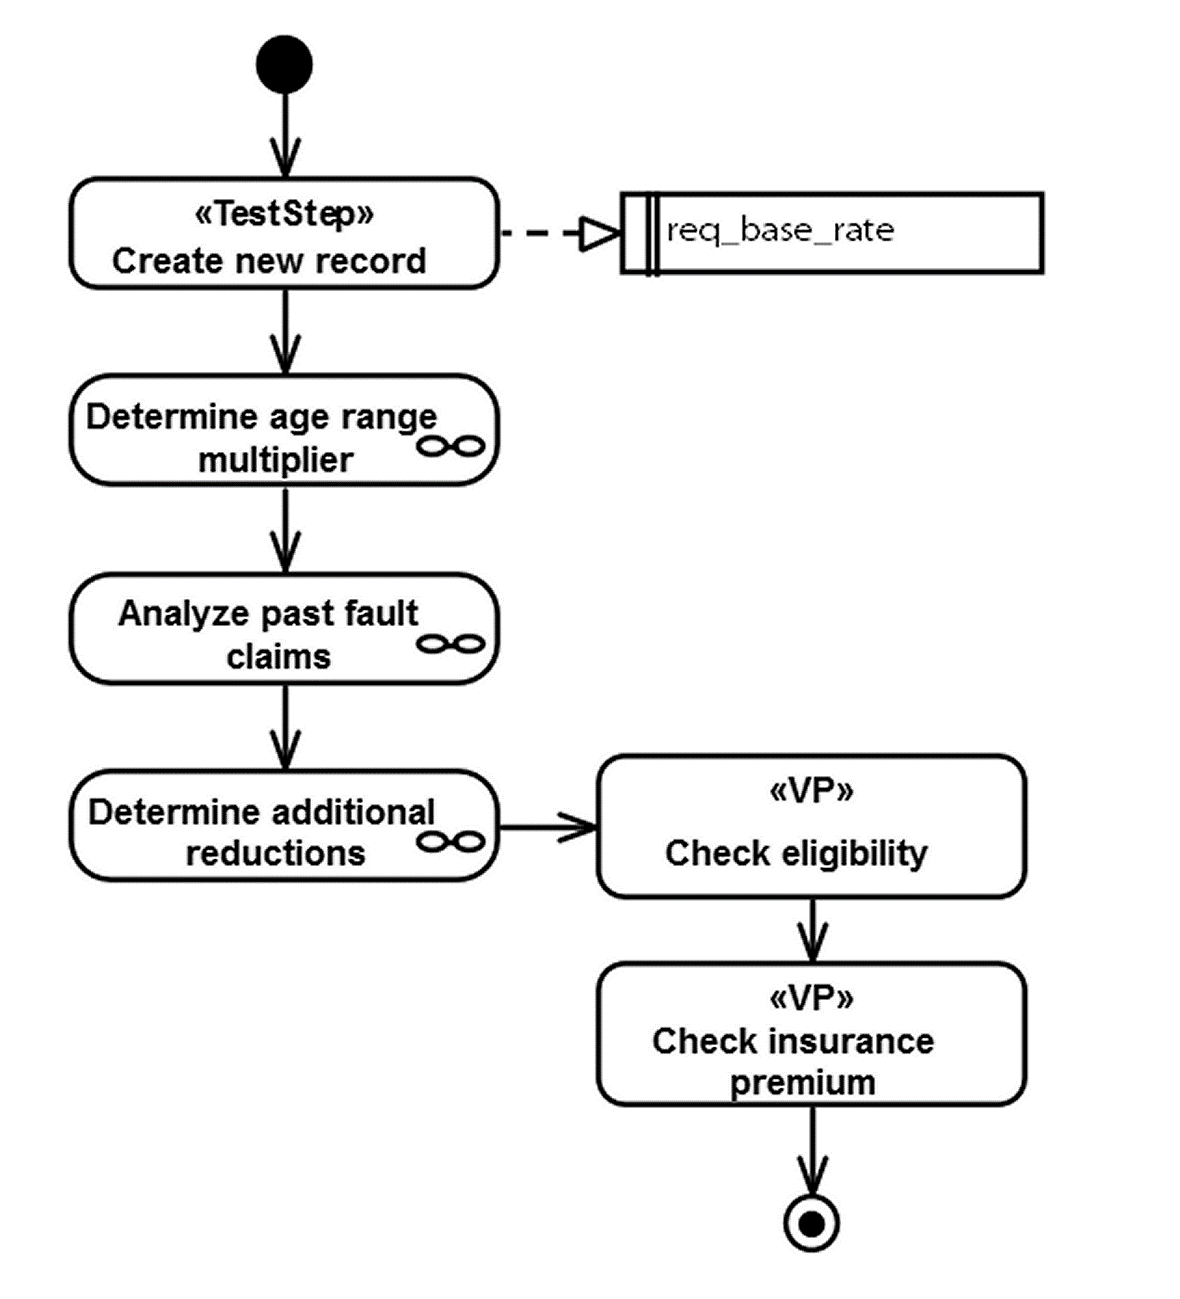 «TestStep»
Create new record
req_base_rate
Determine age range
multiplier
Analyze past fault
claims
Determine additional
reductions
«VP»
Check eligibility
«VP»
Check insurance
premium